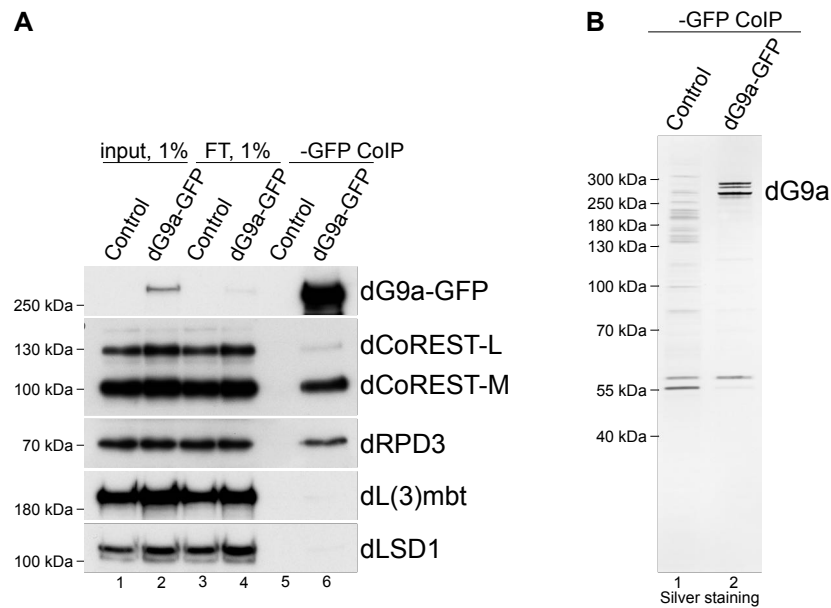 A
input, 1% FT, 1% -GFP CoIP
Control dG9a-GFP Control dG9a-GFP Control dG9a-GFP
250 kDa dG9a-GFP
130 kDa dCoREST-L
100 kDa dCoREST-M
70 kDa dRPD3
180 kDa dL(3)mbt
100 kDa dLSD1
1 2 3 4 5 6
B
-GFP CoIP
Control dG9a-GFP
300 kDa dG9a
250 kDa
180 kDa
130 kDa
100 kDa
70 kDa
55 kDa
40 kDa
1 2
Silver staining